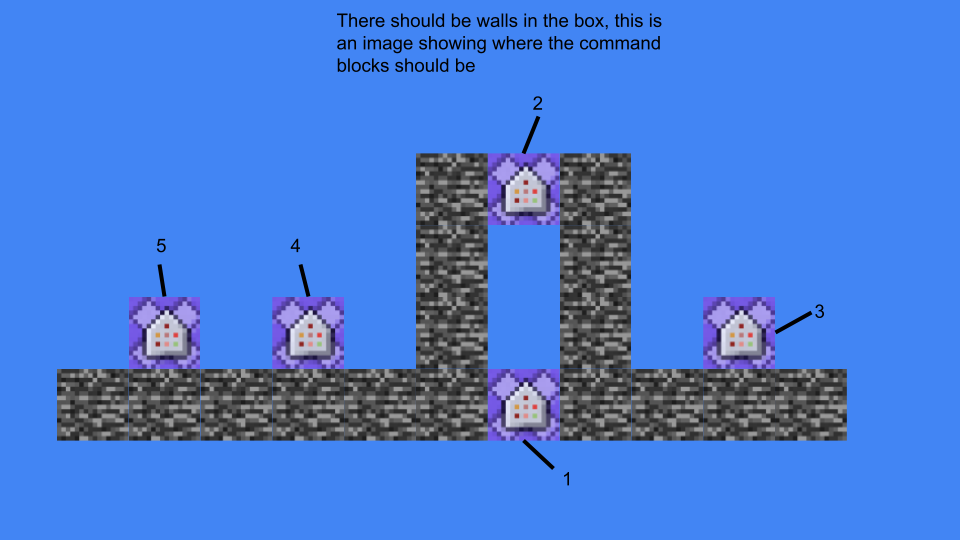 There should be walls in the box, this is
an image showing where the command
blocks should be
2
5
4
3
1